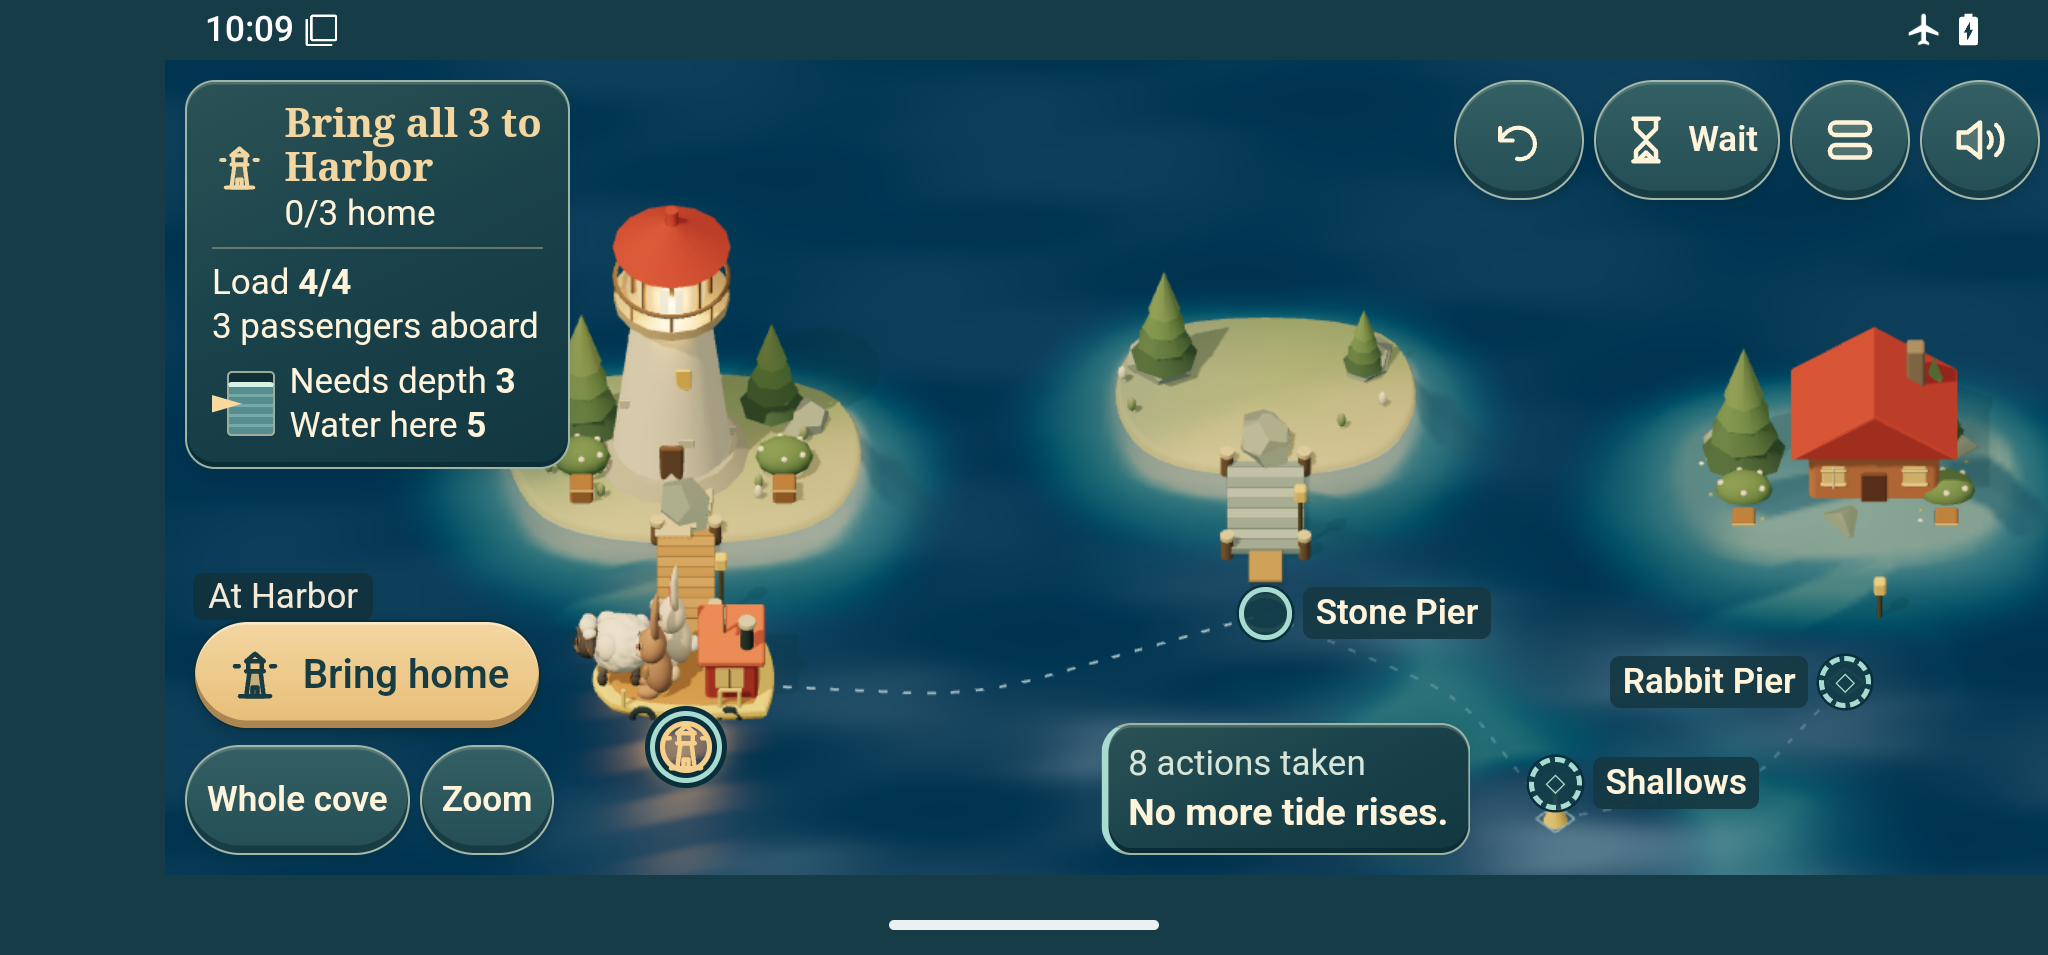 10:09
Bring all 3 to
Harbor
0/3 home
Load 4/4
3 passengers aboard
Needs depth 3
Water here 5
Wait
At Harbor
Bring home
Whole cove
Zoom
Stone Pier
Rabbit Pier
Shallows
8 actions taken
No more tide rises.